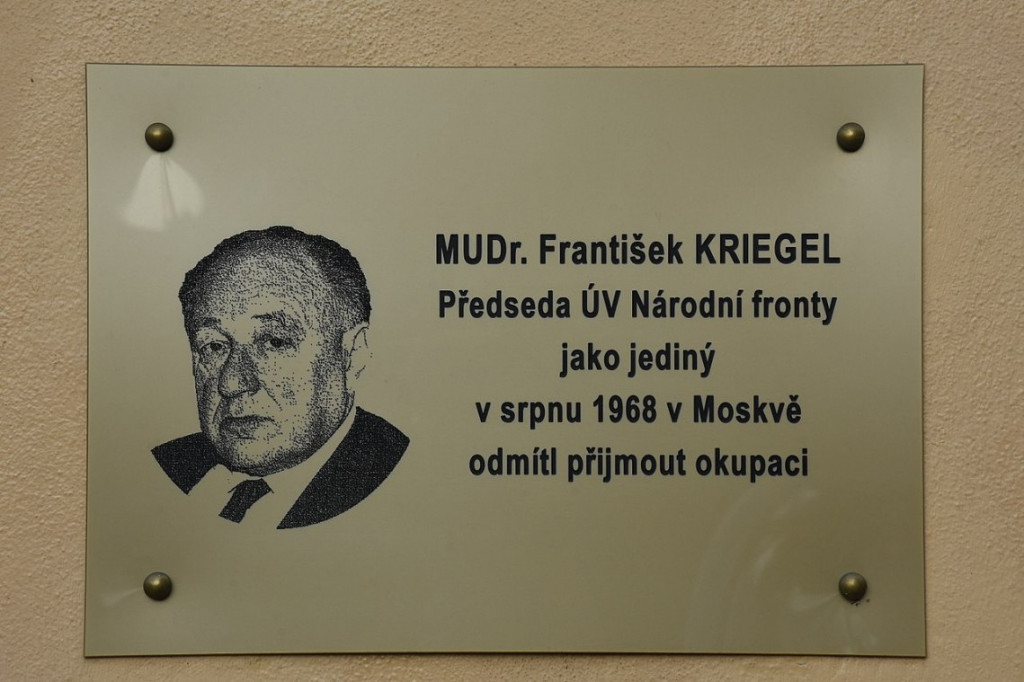 MUDr. František KRIEGEL
Předseda ÚV Národní fronty
jako jediný
v srpnu 1968 v Moskvě
odmítl přijmout okupaci